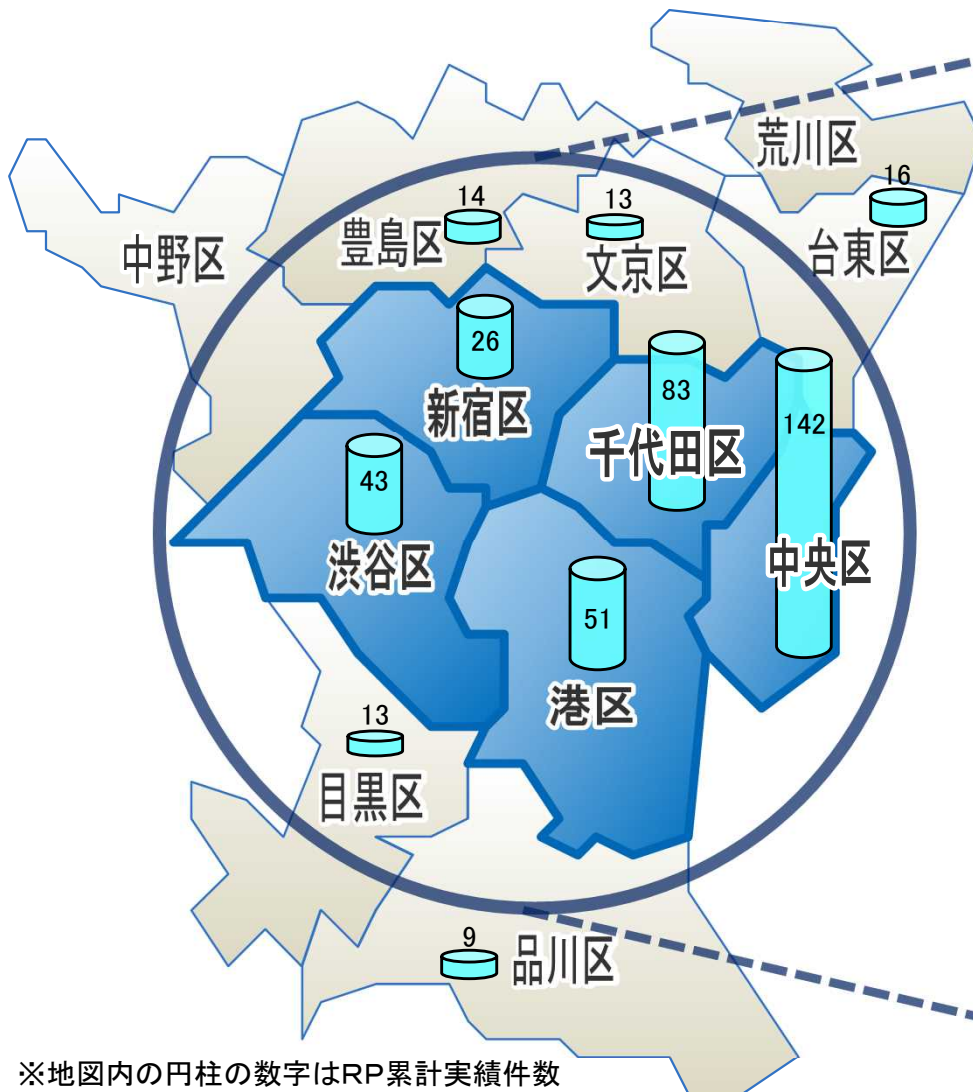 荒川区
16
台東区
14
豊島区
13
文京区
中野区
26
新宿区
83
千代田区
142
中央区
43
渋谷区
51
港区
13
目黒区
9
品川区
※地図内の円柱の数字はRP累計実績件数